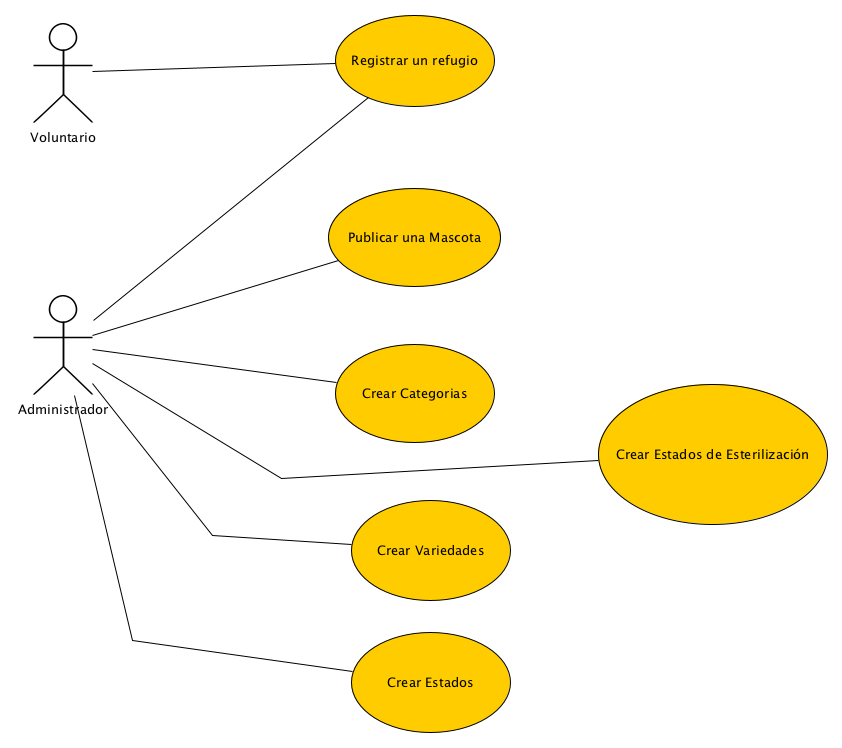 Registrar un refugio
Voluntario
Publicar una Mascota
Crear Categorias
Administrador
Crear Estados de Esterilización
Crear Variedades
Crear Estados